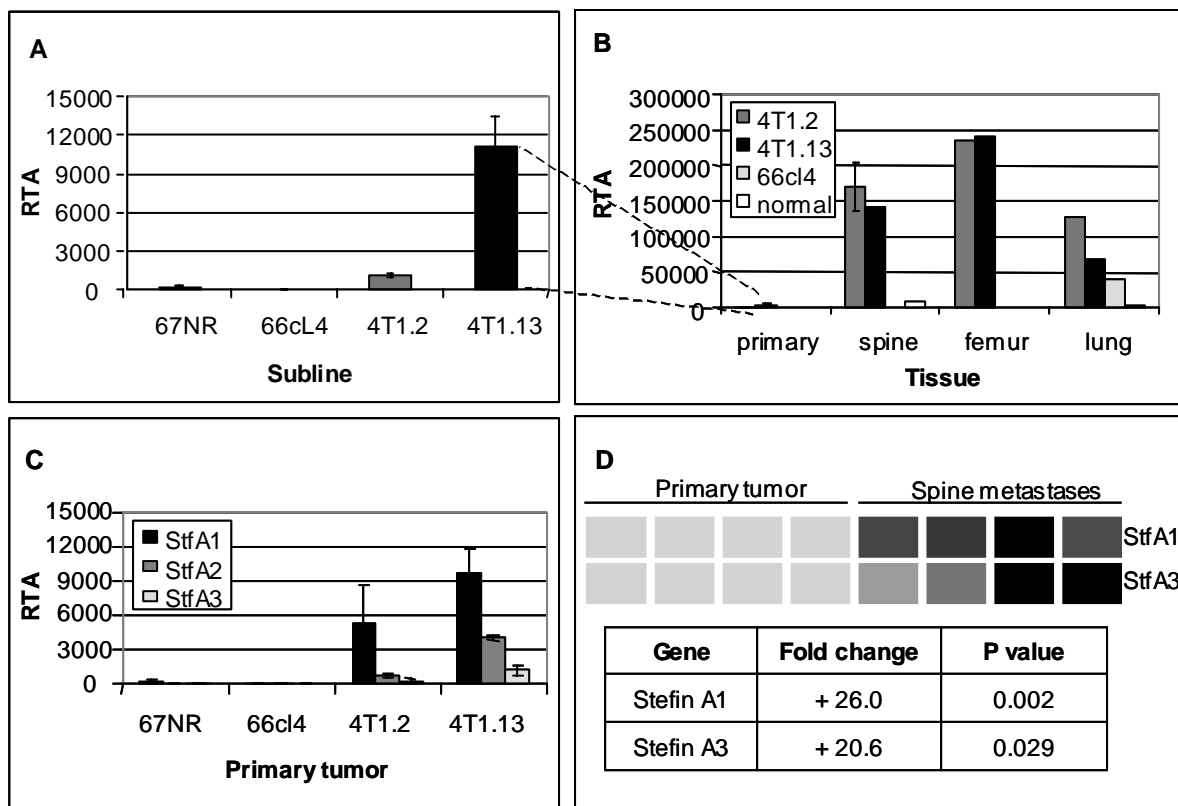 A
15000
12000
9000
6000
3000
0
RTA
67NR 66cL4 4T1.2 4T1.13
Subline
B
300000
250000
200000
150000
100000
50000
0
RTA
4T1.2
4T1.13
66cl4
normal
primary spine femur lung
Tissue
C
15000
12000
9000
6000
3000
0
RTA
StfA1
StfA2
StfA3
67NR 66cl4 4T1.2 4T1.13
Primary tumor
D
Primary tumor Spine metastases
StfA1
StfA3
Gene Fold change P value
Stefin A1 + 26.0 0.002
Stefin A3 + 20.6 0.029